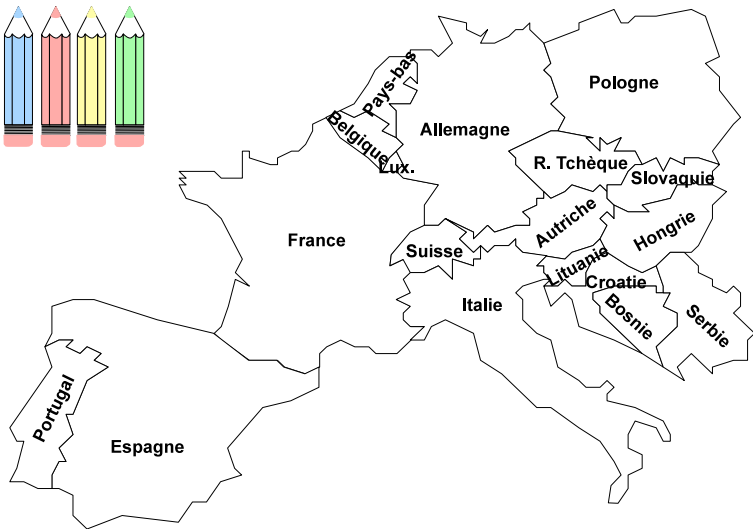 Pays-bas
Pologne
Belgique
Allemagne
Lux.
R. Tchèque
Slovaquie
Autriche
France
Suisse
Hongrie
Lituanie
Croatie
Italie
Bosnie
Serbie
Portugal
Espagne